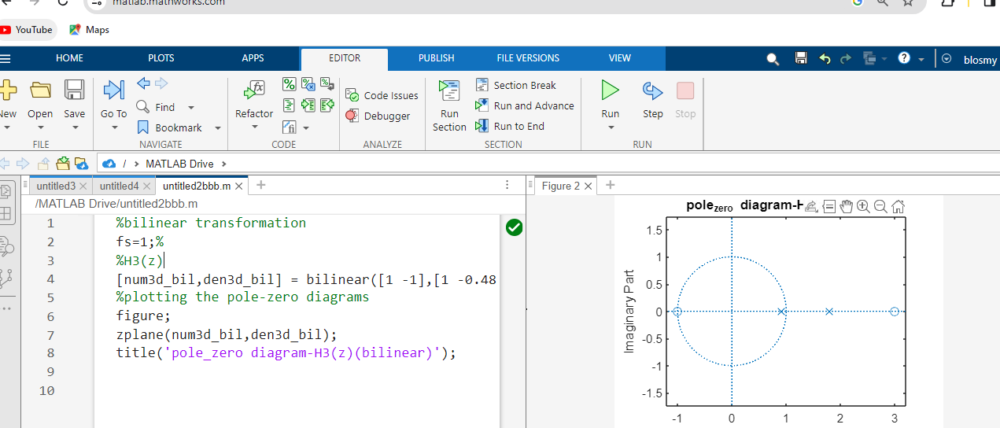 matlab.mathworks.com
YouTube Maps
HOME PLOTS APPS EDITOR PUBLISH FILE VERSIONS VIEW blosmy
New Open Save Go To Find Bookmark Refactor Code Issues Debugger Run Section Section Break Run and Advance Run to End Run Step Stop
FILE NAVIGATE CODE ANALYZE SECTION RUN
/ > MATLAB Drive >
untitled3 × untitled4 × untitled2bbb.m × + Figure 2 × +
/MATLAB Drive/untitled2bbb.m
1 %bilinear transformation
2 fs=1;%
3 %H3(z)
4 [num3d_bil,den3d_bil] = bilinear([1 -1],[1 -0.48
5 %plotting the pole-zero diagrams
6 figure;
7 zplane(num3d_bil,den3d_bil);
8 title('pole_zero diagram-H3(z)(bilinear)');
9
10
pole_zero diagram-H
1.5
1
0.5
0
-0.5
-1
-1.5
Imaginary Part
-1 0 1 2 3